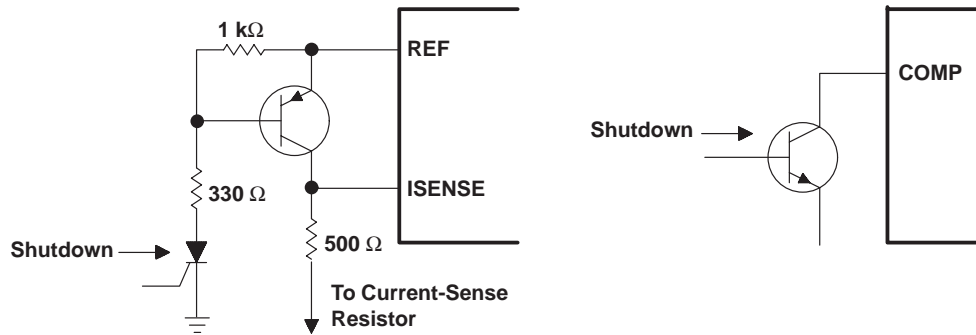 1 kΩ
REF
COMP
Shutdown
330 Ω
ISENSE
Shutdown
500 Ω
To Current-Sense
Resistor